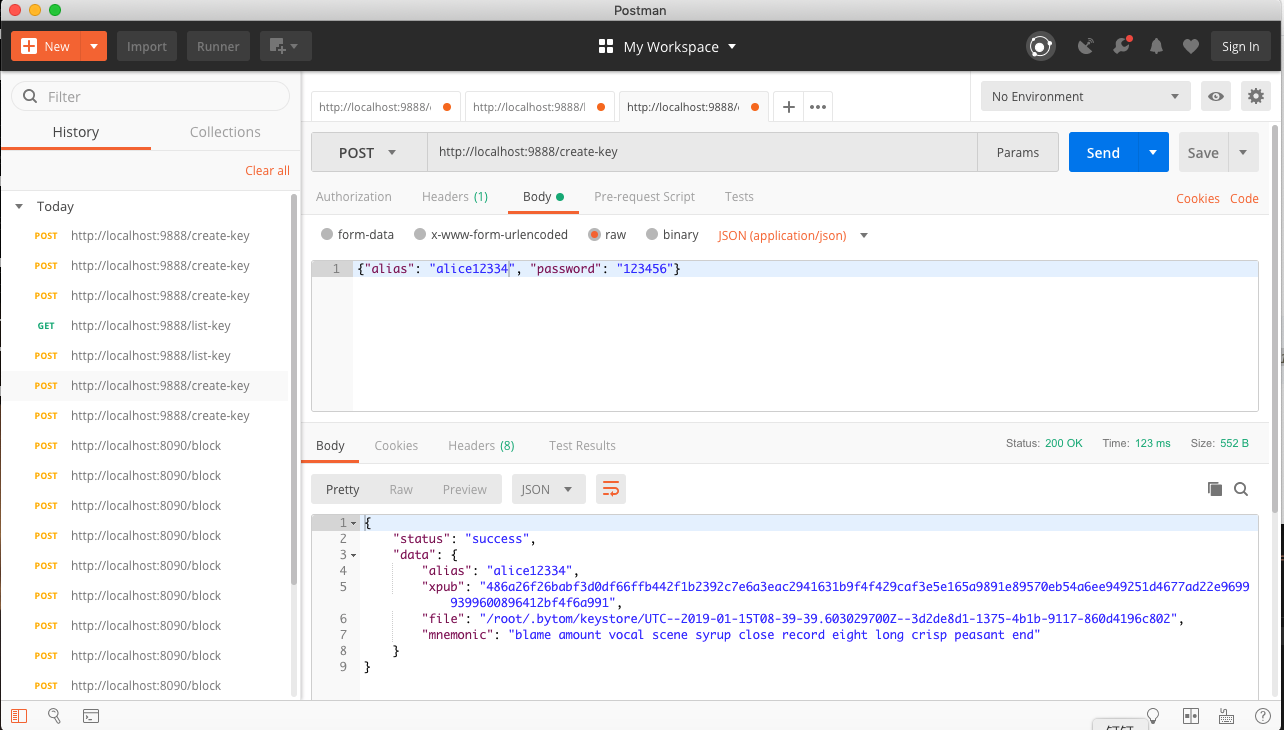 Postman
New
Import
Runner
My Workspace
Sign In
Filter
History
Collections
Clear all
Today
POST http://localhost:9888/create-key
POST http://localhost:9888/create-key
POST http://localhost:9888/create-key
GET http://localhost:9888/list-key
POST http://localhost:9888/list-key
POST http://localhost:9888/create-key
POST http://localhost:9888/create-key
POST http://localhost:8090/block
POST http://localhost:8090/block
POST http://localhost:8090/block
POST http://localhost:8090/block
POST http://localhost:8090/block
POST http://localhost:8090/block
POST http://localhost:8090/block
POST http://localhost:8090/block
POST http://localhost:8090/block
http://localhost:9888/
http://localhost:9888/
http://localhost:9888/
No Environment
POST
http://localhost:9888/create-key
Params
Send
Save
Authorization
Headers (1)
Body
Pre-request Script
Tests
Cookies
Code
form-data
x-www-form-urlencoded
raw
binary
JSON (application/json)
1 {"alias": "alice12334", "password": "123456"}
Body
Cookies
Headers (8)
Test Results
Status: 200 OK
Time: 123 ms
Size: 552 B
Pretty
Raw
Preview
JSON
1 {
2 "status": "success",
3 "data": {
4 "alias": "alice12334",
5 "xpub": "486a26f26babf3d0df66ffb442f1b2392c7e6a3eac2941631b9f4f429caf3e5e165a9891e89570eb54a6ee949251d4677ad22e9699
9399600896412bf4f6a991",
6 "file": "/root/.bytom/keystore/UTC--2019-01-15T08-39-39.603029700Z--3d2de8d1-1375-4b1b-9117-860d4196c802",
7 "mnemonic": "blame amount vocal scene syrup close record eight long crisp peasant end"
8 }
9 }